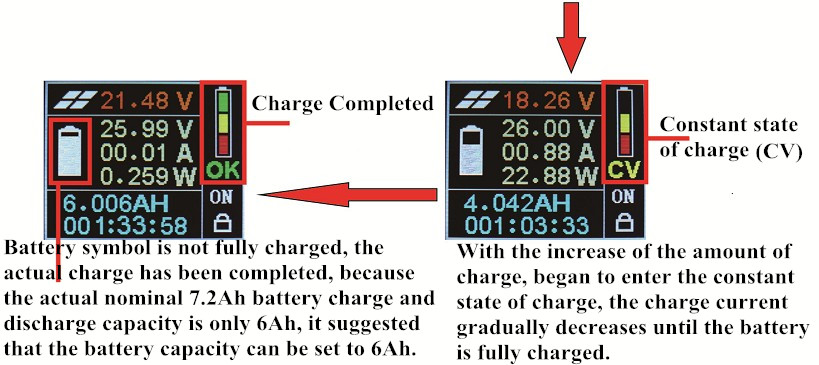 21.48 V
25.99 V
00.01 A
0.259W
OK
6.006AH
001:33:58
ON
Charge Completed
18.26 V
26.00 V
00.88 A
22.88W
CV
4.042AH
001:03:33
ON
Constant state
of charge (CV)
Battery symbol is not fully charged, the
actual charge has been completed, because
the actual nominal 7.2Ah battery charge and
discharge capacity is only 6Ah, it suggested
that the battery capacity can be set to 6Ah.
With the increase of the amount of
charge, began to enter the constant
state of charge, the charge current
gradually decreases until the battery
is fully charged.